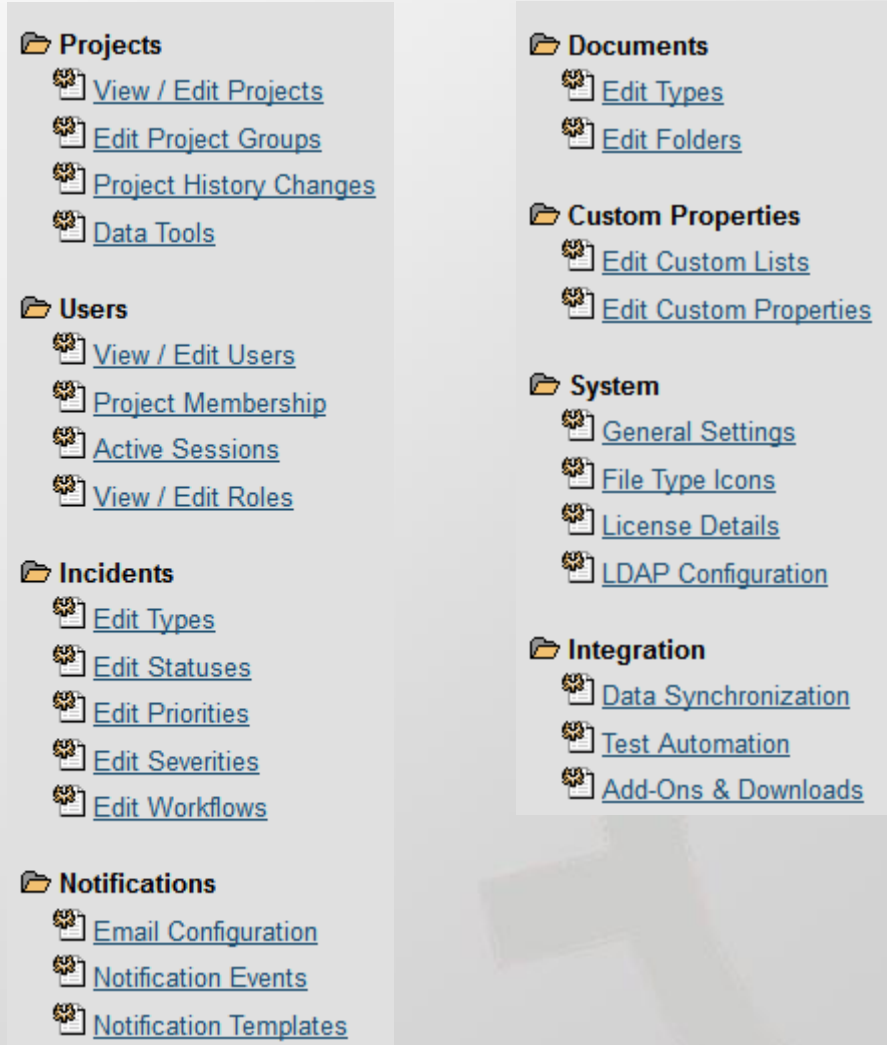 Projects
View / Edit Projects
Edit Project Groups
Project History Changes
Data Tools
Users
View / Edit Users
Project Membership
Active Sessions
View / Edit Roles
Incidents
Edit Types
Edit Statuses
Edit Priorities
Edit Severities
Edit Workflows
Notifications
Email Configuration
Notification Events
Notification Templates
Documents
Edit Types
Edit Folders
Custom Properties
Edit Custom Lists
Edit Custom Properties
System
General Settings
File Type Icons
License Details
LDAP Configuration
Integration
Data Synchronization
Test Automation
Add-Ons & Downloads